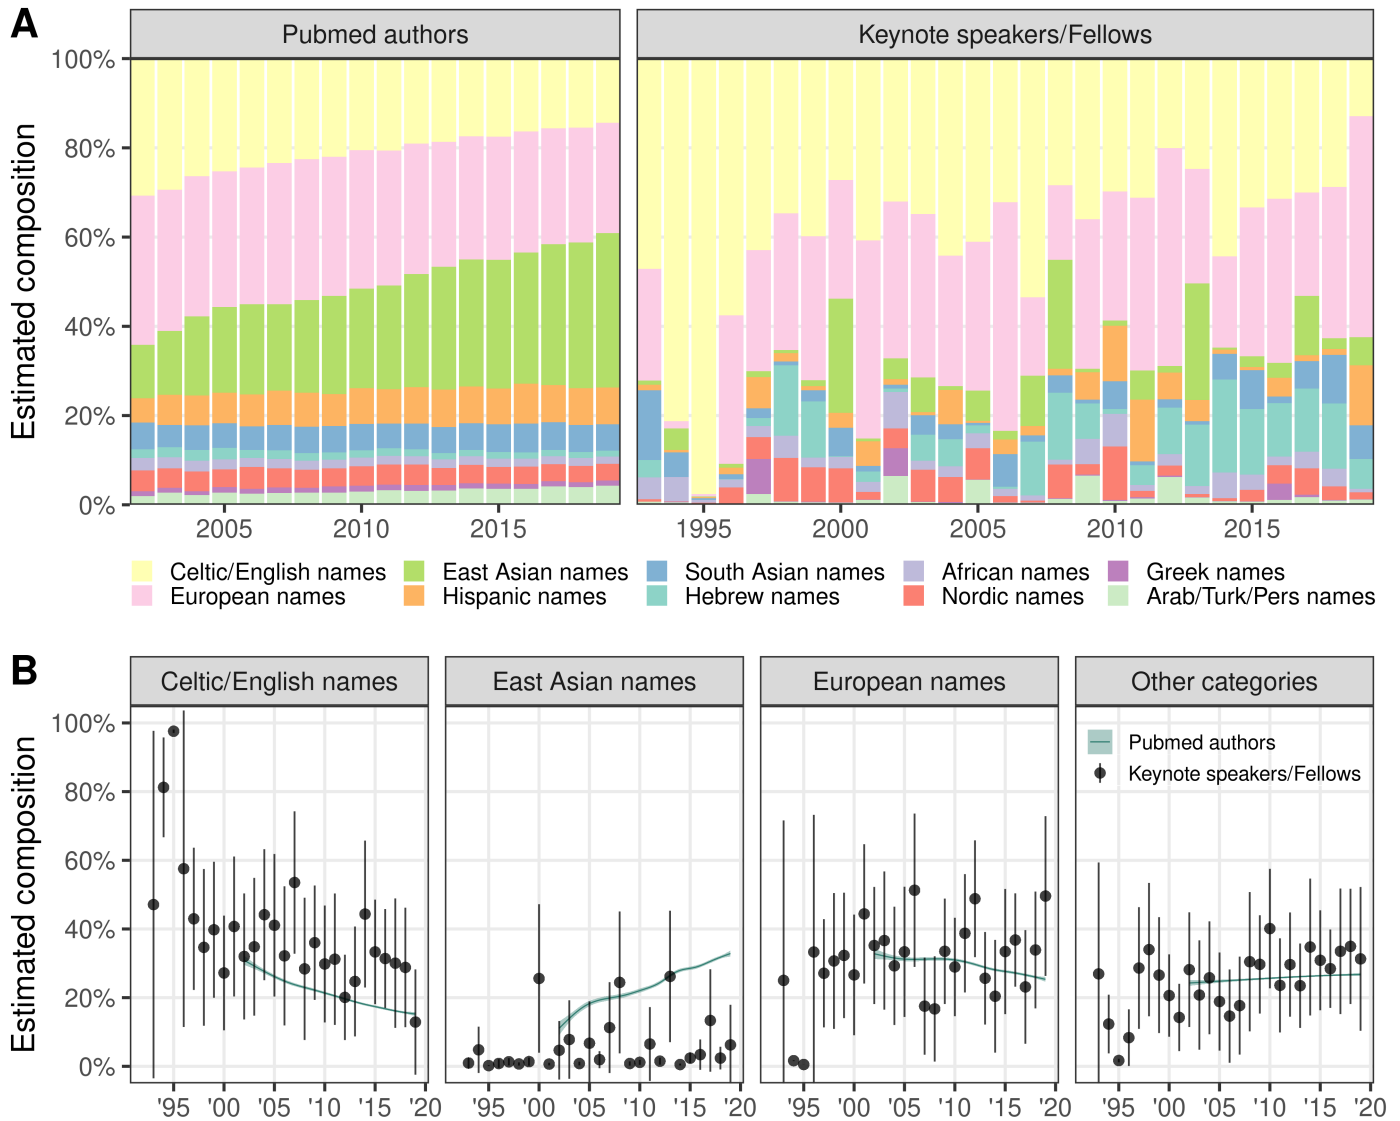 A
Pubmed authors
Keynote speakers/Fellows
Estimated composition
100%
80%
60%
40%
20%
0%
2005 2010 2015
1995 2000 2005 2010 2015
Celtic/English names East Asian names South Asian names African names Greek names
European names Hispanic names Hebrew names Nordic names Arab/Turk/Pers names
B
Celtic/English names East Asian names European names Other categories
Estimated composition
100%
80%
60%
40%
20%
0%
Pubmed authors
Keynote speakers/Fellows
'95 '00 '05 '10 '15 '20 '95 '00 '05 '10 '15 '20 '95 '00 '05 '10 '15 '20 '95 '00 '05 '10 '15 '20